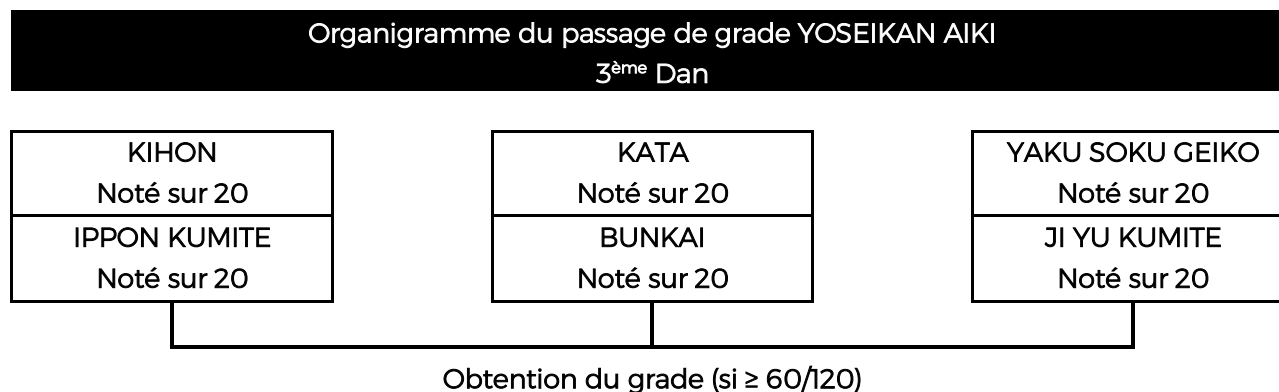 Organigramme du passage de grade YOSEIKAN AIKI
3ème Dan
KIHON
Noté sur 20
IPPON KUMITE
Noté sur 20
KATA
Noté sur 20
BUNKAI
Noté sur 20
YAKU SOKU GEIKO
Noté sur 20
JI YU KUMITE
Noté sur 20
Obtention du grade (si ≥ 60/120)